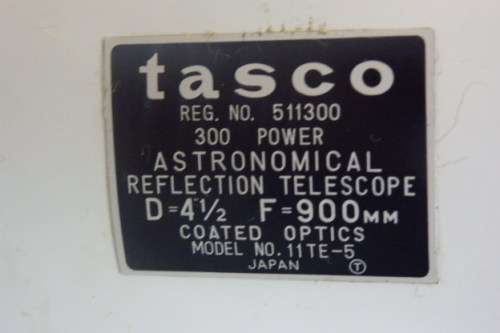 tasco
REG. NO. 511300
300 POWER
ASTRONOMICAL
REFLECTION TELESCOPE
D=4½ F=900MM
COATED OPTICS
MODEL NO. 11TE-5
JAPAN Ⓣ